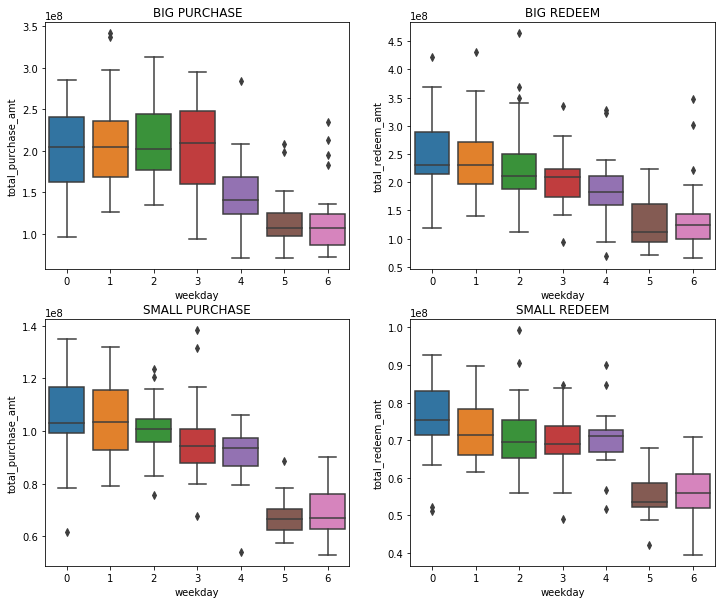 BIG PURCHASE
1e8
3.5
3.0
2.5
2.0
1.5
1.0
total_purchase_amt
0 1 2 3 4 5 6
weekday
BIG REDEEM
1e8
4.5
4.0
3.5
3.0
2.5
2.0
1.5
1.0
0.5
total_redeem_amt
0 1 2 3 4 5 6
weekday
SMALL PURCHASE
1e8
1.4
1.2
1.0
0.8
0.6
total_purchase_amt
0 1 2 3 4 5 6
weekday
SMALL REDEEM
1e8
1.0
0.9
0.8
0.7
0.6
0.5
0.4
total_redeem_amt
0 1 2 3 4 5 6
weekday